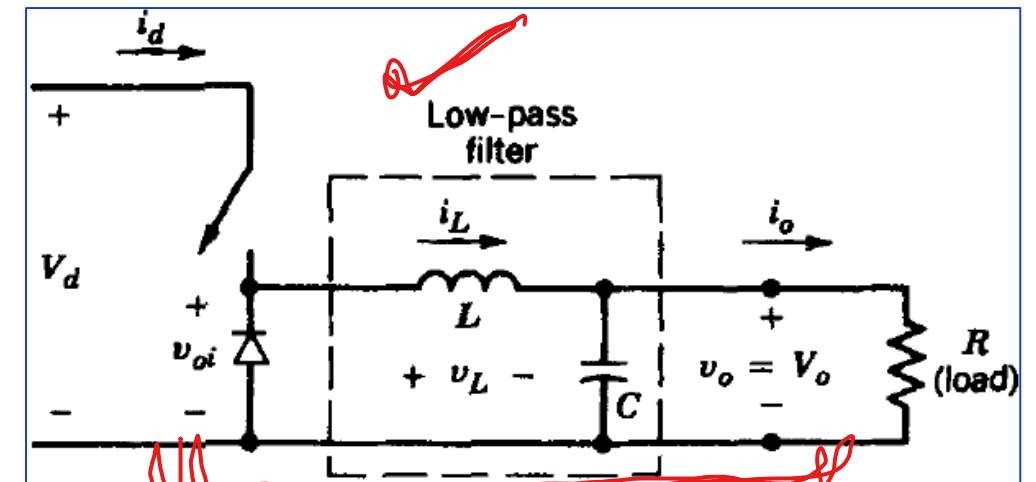 i_d
+
Low-pass
filter
i_L
i_o
V_d
+
L
+
v_oi
+ v_L −
v_o = V_o
R
(load)
−
−
C
−